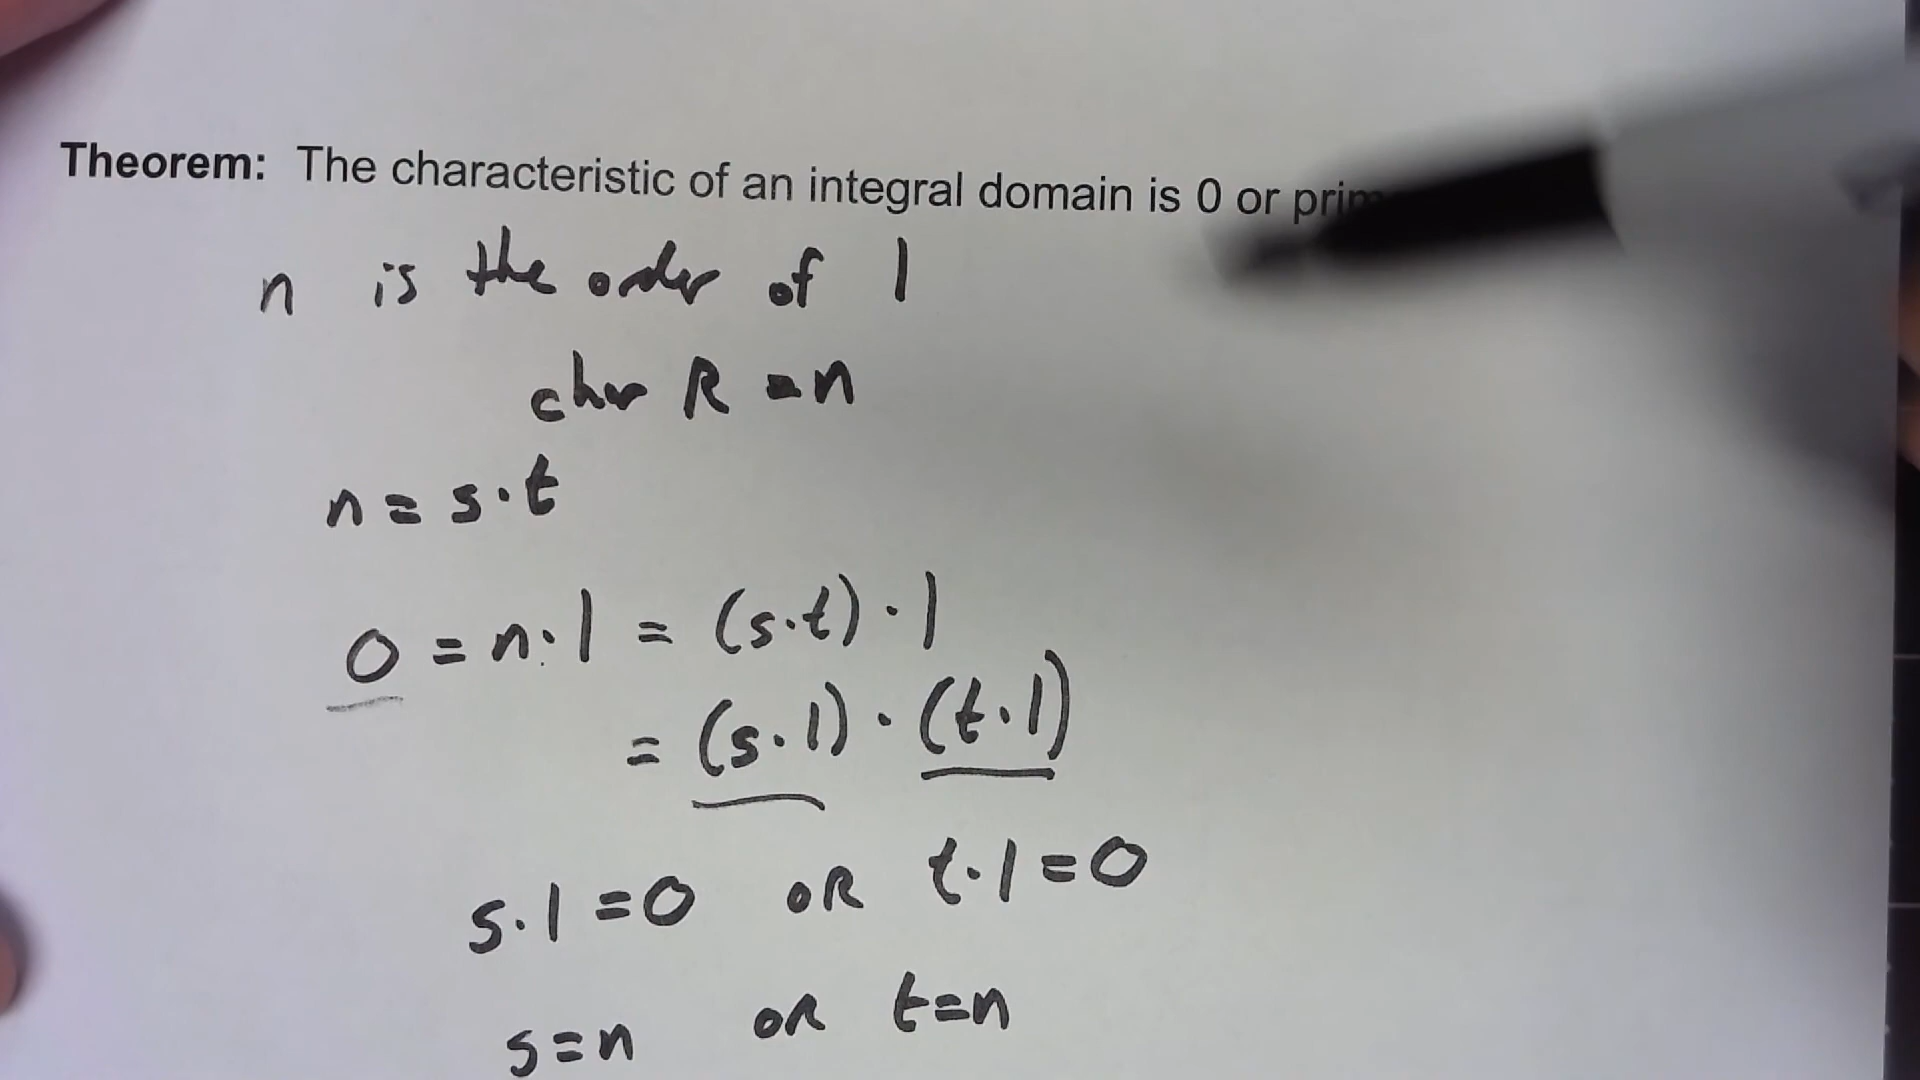 Theorem: The characteristic of an integral domain is 0 or
n is the order of 1
char R = n
n = s·t
0 = n·1 = (s·t)·1
= (s·1)·(t·1)
s·1 = 0 OR t·1 = 0
s = n OR t = n